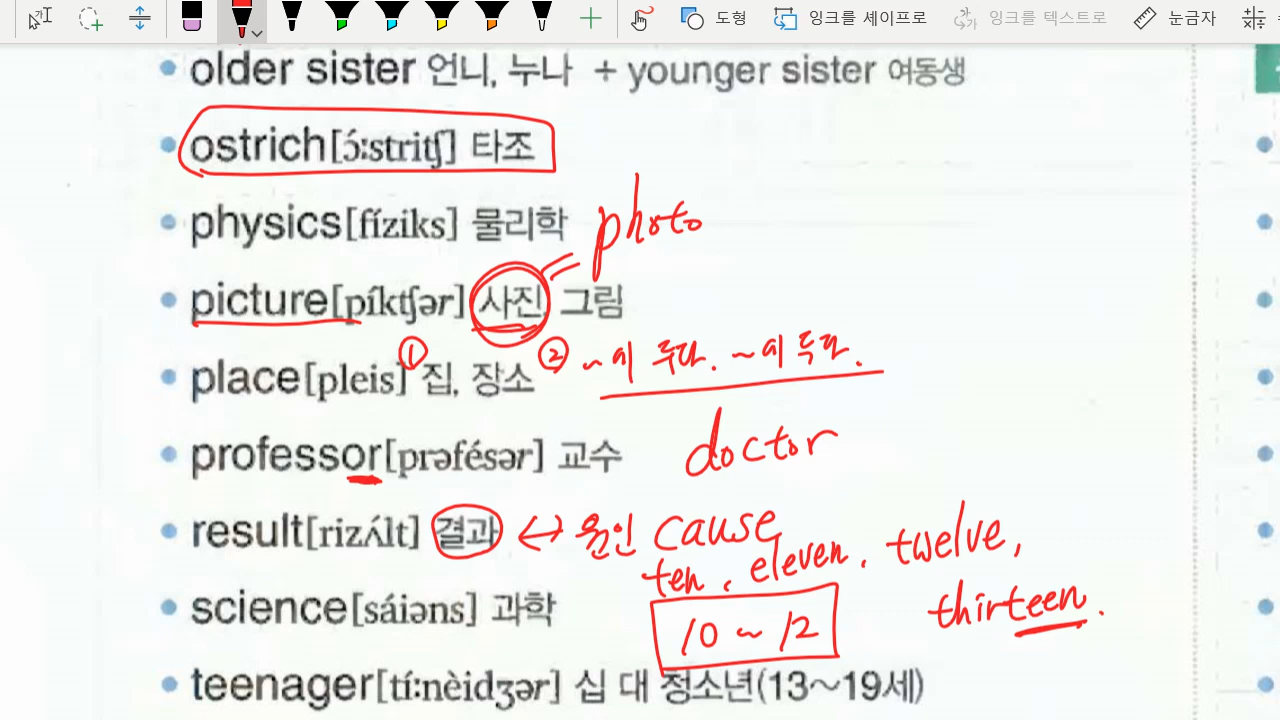 도형 잉크를 셰이프로 잉크를 텍스트로 눈금자
older sister 언니, 누나 + younger sister 여동생
ostrich[ɔ́ːstritʃ] 타조
physics[fíziks] 물리학 photo
picture[píktʃər] 사진 그림
place[pleis] ① 집, 장소 ② ~에 두다. ~에 놓다.
professor[prəfésər] 교수 doctor
result[rizʌ́lt] 결과 ↔ 원인 cause
ten, eleven, twelve,
thirteen.
science[sáiəns] 과학
10 ~ 12
teenager[tíːnèidʒər] 십 대 청소년(13~19세)